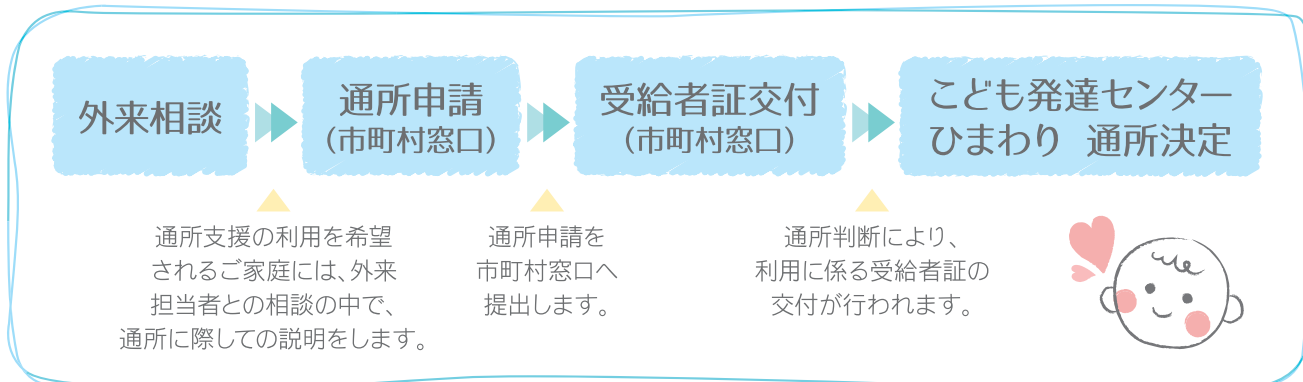 外来相談
通所申請
（市町村窓口）
受給者証交付
（市町村窓口）
こども発達センター
ひまわり 通所決定
通所支援の利用を希望
されるご家庭には、外来
担当者との相談の中で、
通所に際しての説明をします。
通所申請を
市町村窓口へ
提出します。
通所判断により、
利用に係る受給者証の
交付が行われます。